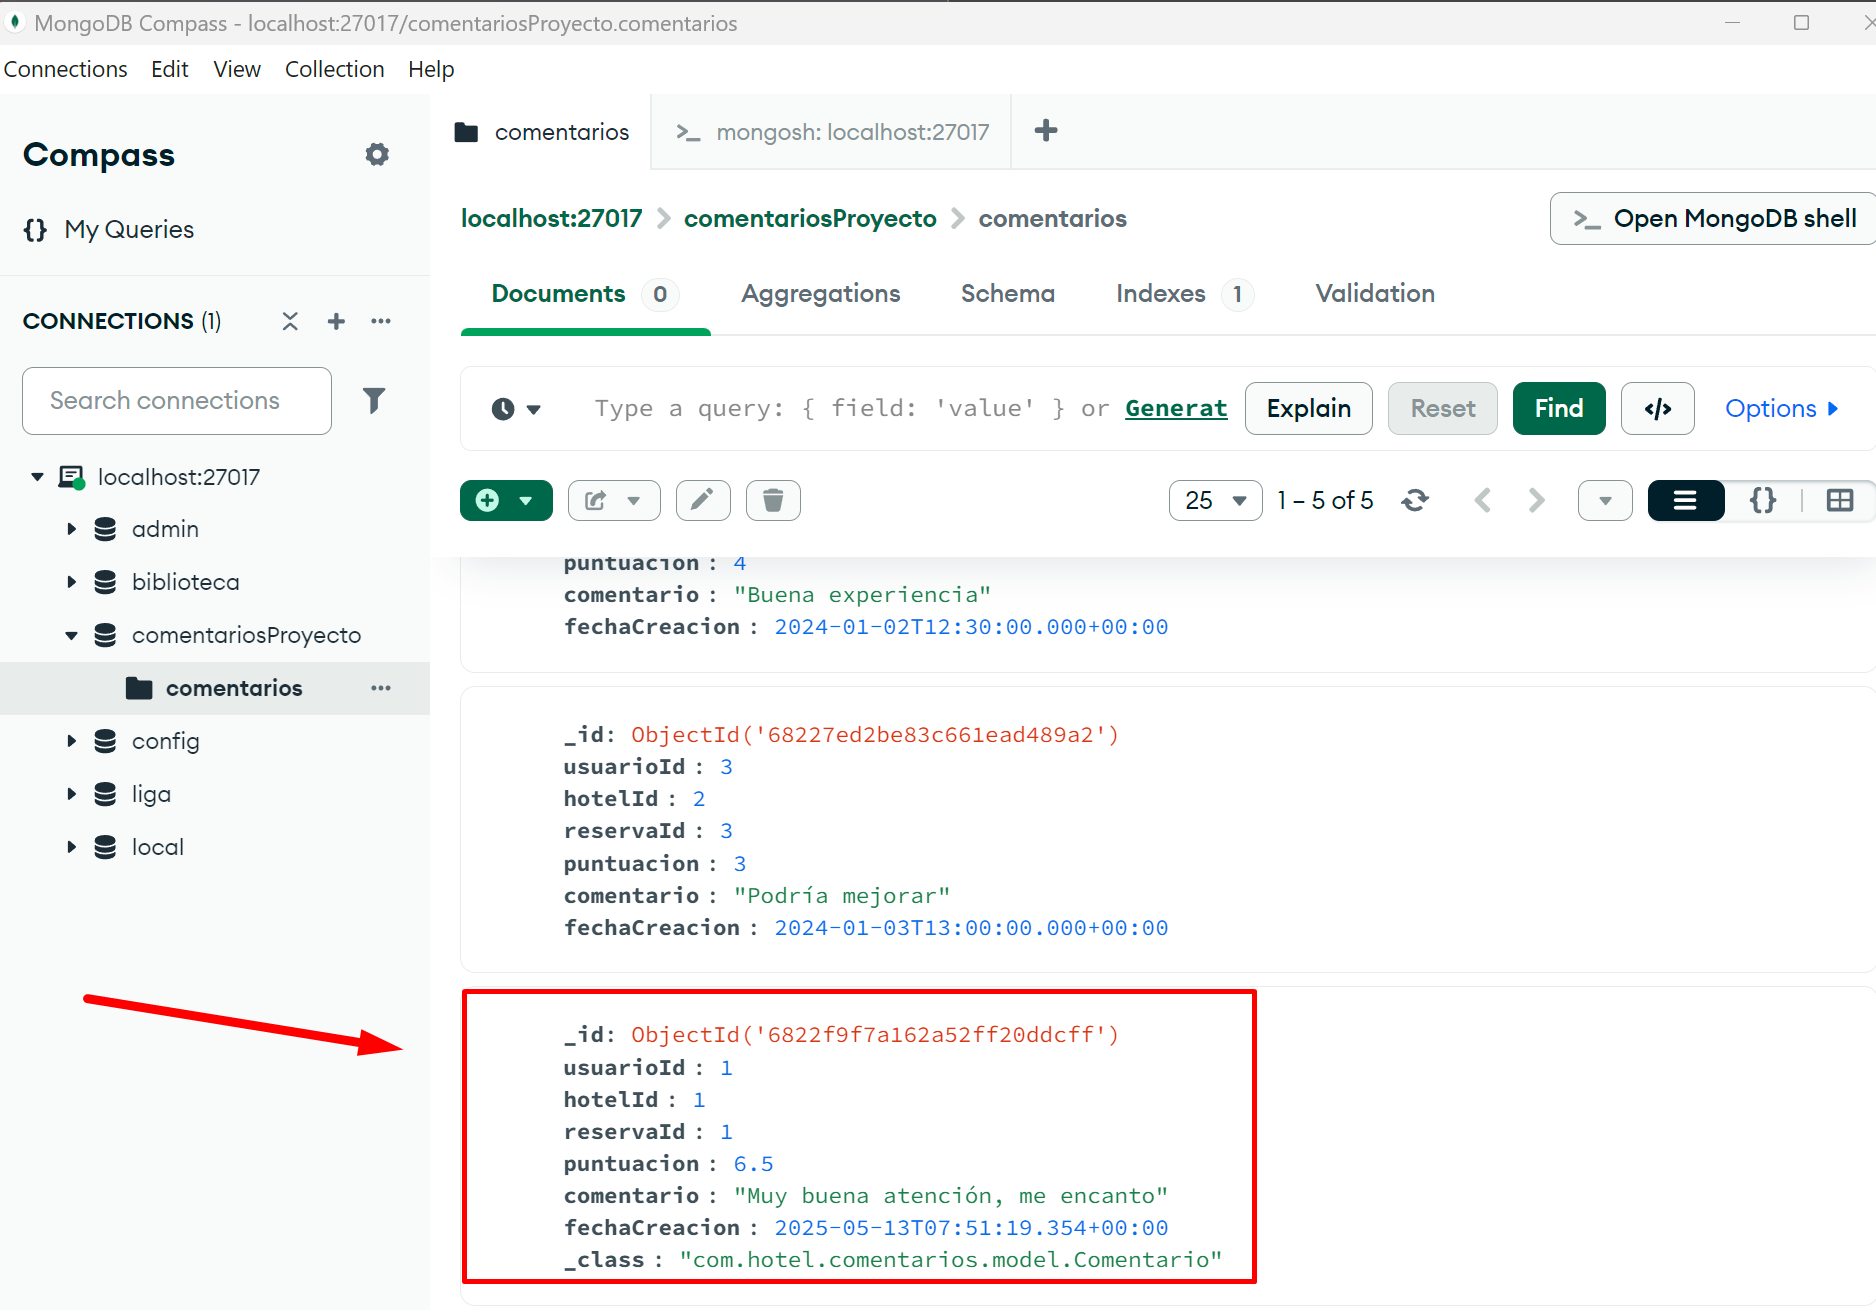 MongoDB Compass - localhost:27017/comentariosProyecto.comentarios
Connections Edit View Collection Help
Compass
My Queries
CONNECTIONS (1)
Search connections
localhost:27017
admin
biblioteca
comentariosProyecto
comentarios
config
liga
local
comentarios
mongosh: localhost:27017
localhost:27017 > comentariosProyecto > comentarios
Open MongoDB shell
Documents 0 Aggregations Schema Indexes 1 Validation
Type a query: { field: 'value' } or Generat
Explain Reset Find </> Options
25 1 – 5 of 5 {}
puntuacion : 4
comentario : "Buena experiencia"
fechaCreacion : 2024-01-02T12:30:00.000+00:00
_id: ObjectId('68227ed2be83c661ead489a2')
usuarioId : 3
hotelId : 2
reservaId : 3
puntuacion : 3
comentario : "Podría mejorar"
fechaCreacion : 2024-01-03T13:00:00.000+00:00
_id: ObjectId('6822f9f7a162a52ff20ddcff')
usuarioId : 1
hotelId : 1
reservaId : 1
puntuacion : 6.5
comentario : "Muy buena atención, me encanto"
fechaCreacion : 2025-05-13T07:51:19.354+00:00
_class : "com.hotel.comentarios.model.Comentario"